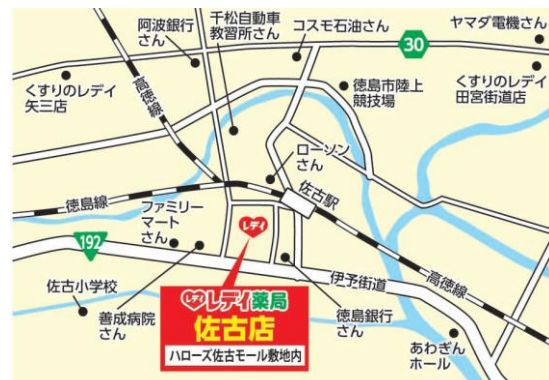 阿波銀行
さん
千松自動車
教習所さん
コスモ石油さん
30
ヤマダ電機さん
くすりのレディ
矢三店
高徳線
徳島市陸上
競技場
くすりのレディ
田宮街道店
ローソン
さん
佐古駅
徳島線
ファミリー
マート
さん
レディ
192
伊予街道
高徳線
佐古小学校
善成病院
さん
レディ レディ薬局
佐古店
ハローズ佐古モール敷地内
徳島銀行
さん
あわぎん
ホール